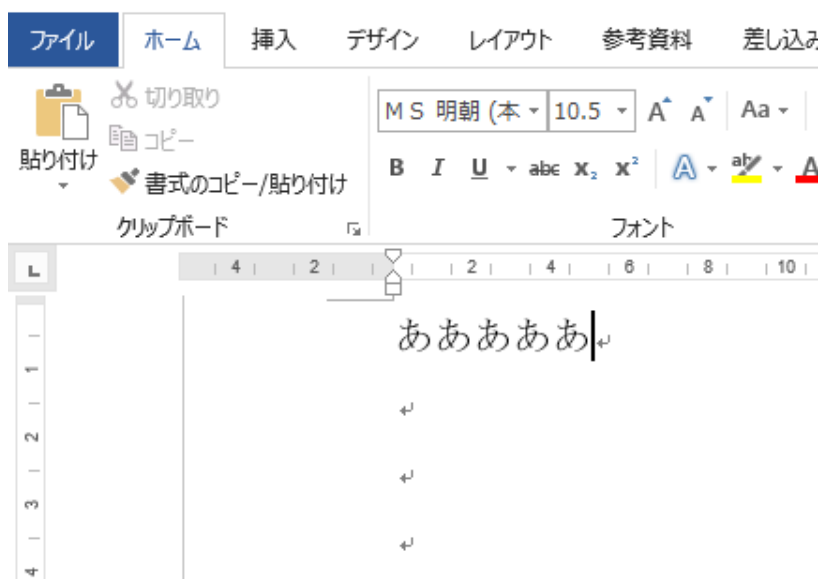 ファイル ホーム 挿入 デザイン レイアウト 参考資料 差し込み
切り取り
コピー
貼り付け
書式のコピー/貼り付け
クリップボード
ＭＳ 明朝 (本 10.5 A A Aa
B I U abc x₂ x² A ab A
フォント
L 4 2 2 4 6 8 10
あああああ
1
2
3
4